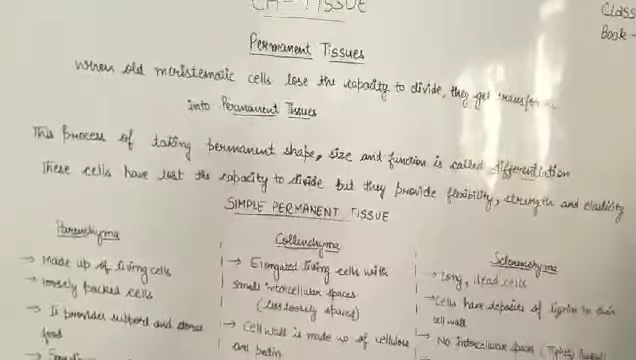 CH - TISSUE
Class
Book -
Permanent Tissues
When old meristematic cells lose the capacity to divide, they get transform
into Permanent Tissues
This process of taking permanent shape, size and function is called differentiation
These cells have lost the capacity to divide but they provide flexibility, strength and elasticity
SIMPLE PERMANENT TISSUE
Parenchyma
→ Made up of living cells
→ loosely packed cells
→ It provides support and stores
food
Collenchyma
→ Elongated living cells with
small intercellular spaces
(less loosely spaced)
→ Cell wall is made up of cellulose
and pectin
Sclerenchyma
→ Long, dead cells
→ Cells have deposits of lignin in their
cell wall
→ No intercellular spaces (Tightly